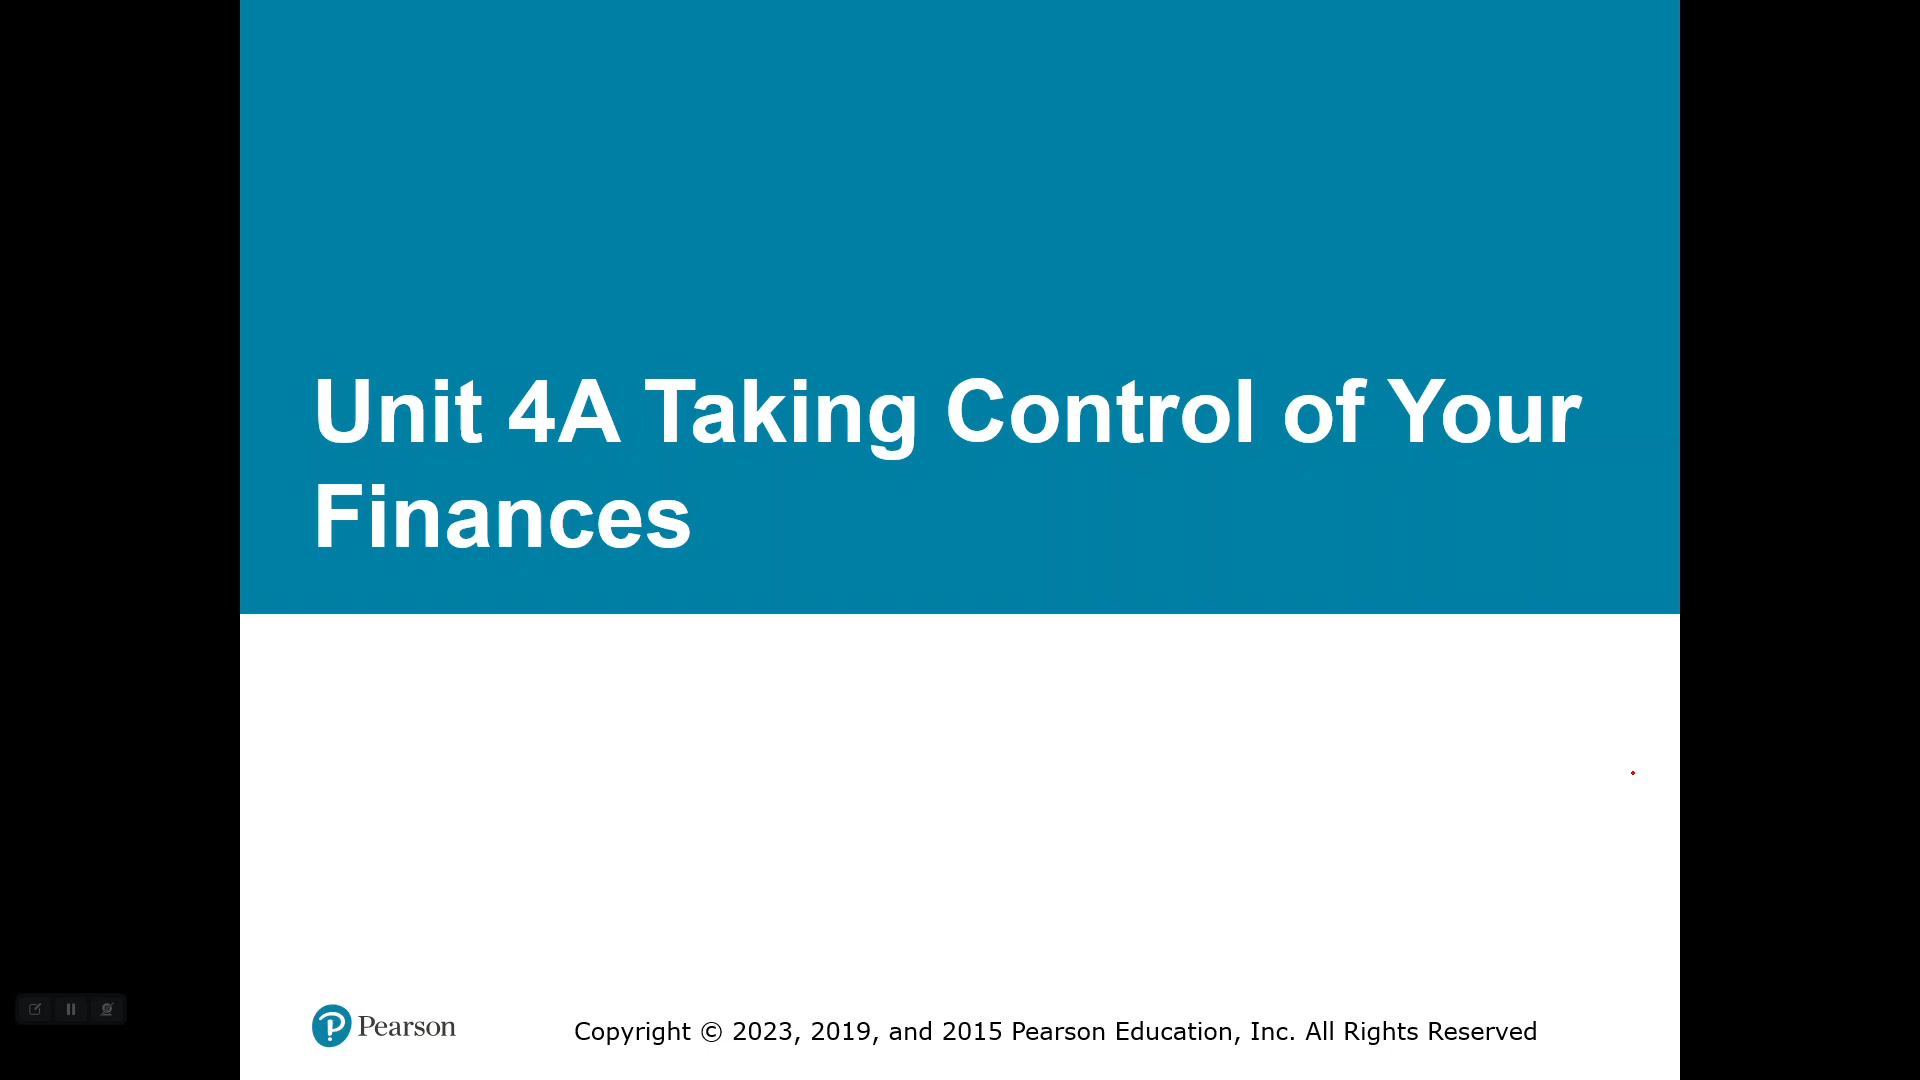 Unit 4A Taking Control of Your
Finances
Pearson
Copyright © 2023, 2019, and 2015 Pearson Education, Inc. All Rights Reserved